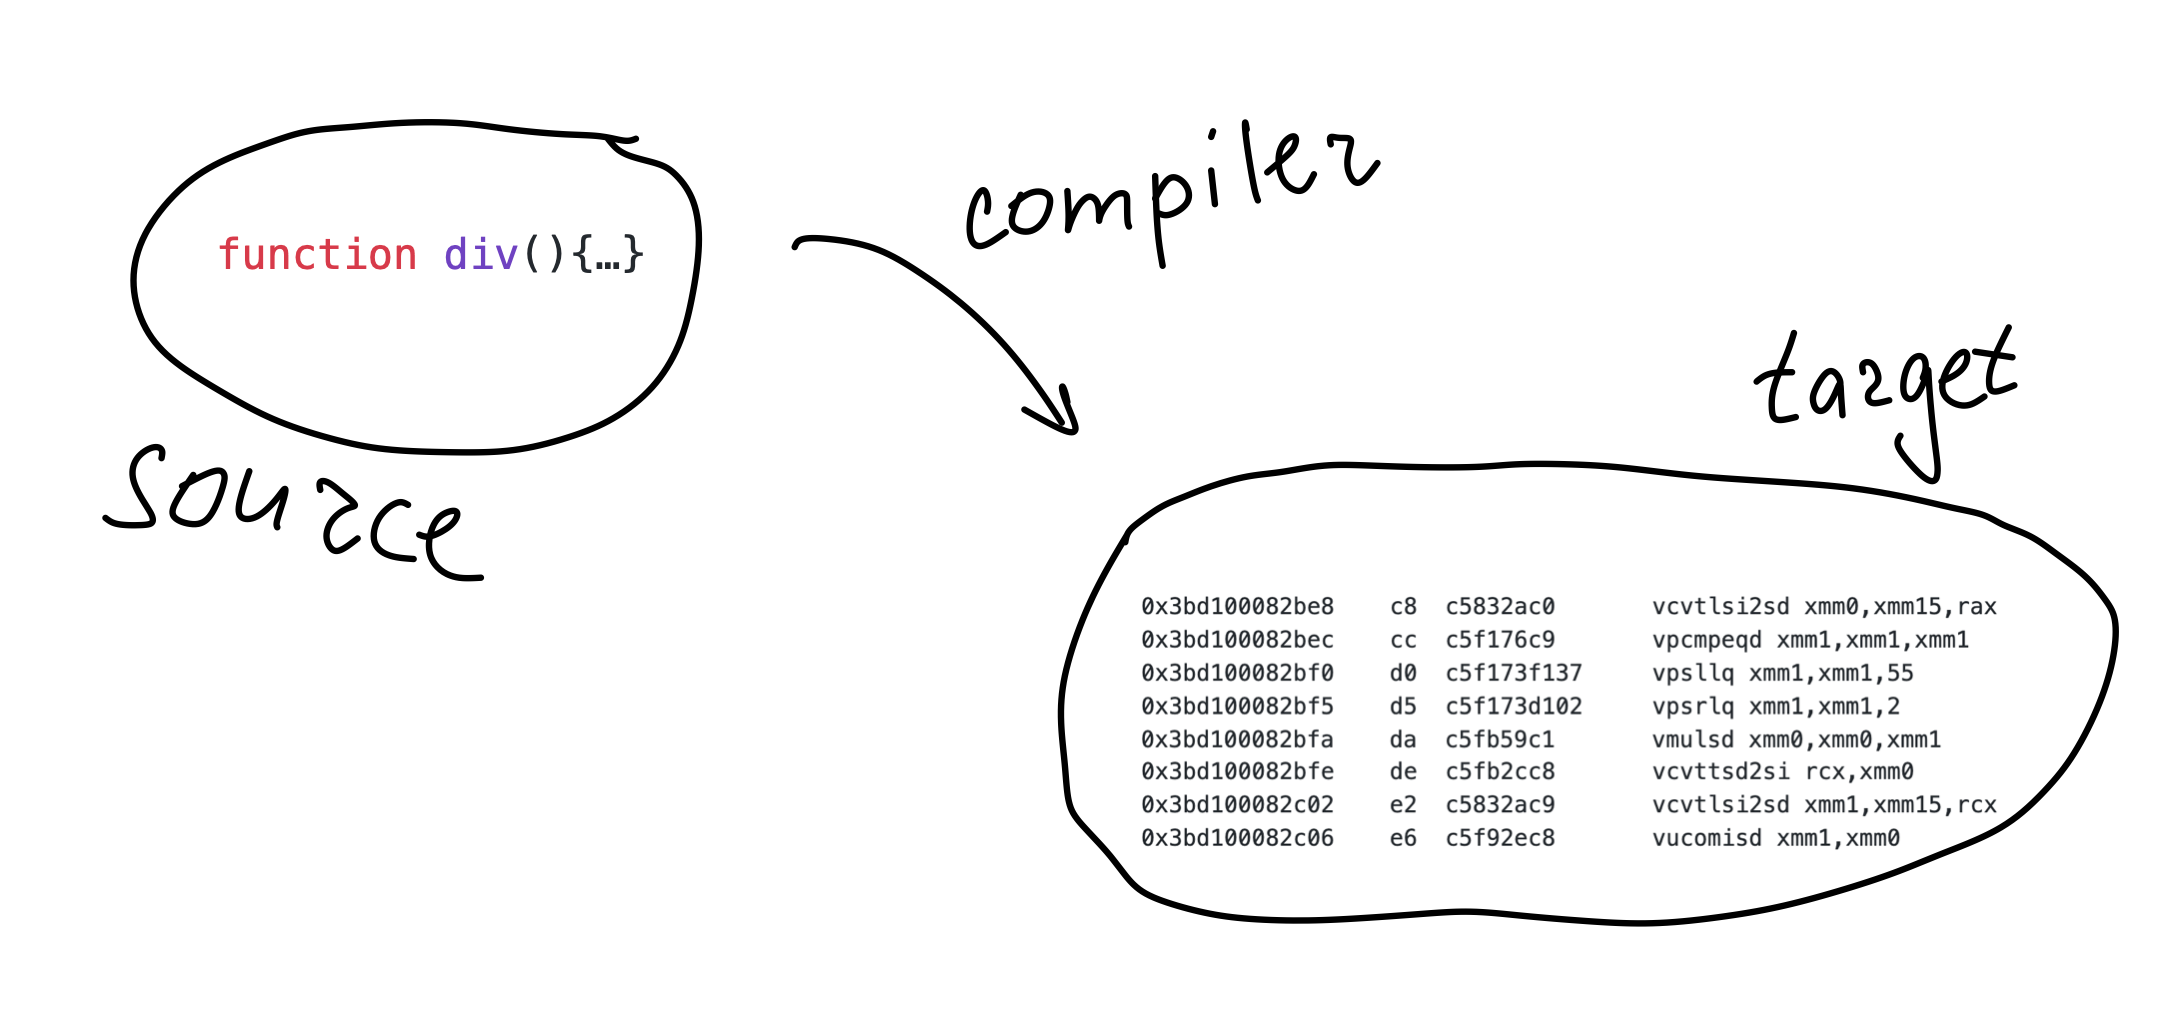 function div(){…}
source
compiler
target
0x3bd100082be8 c8 c5832ac0 vcvtlsi2sd xmm0,xmm15,rax
0x3bd100082bec cc c5f176c9 vpcmpeqd xmm1,xmm1,xmm1
0x3bd100082bf0 d0 c5f173f137 vpsllq xmm1,xmm1,55
0x3bd100082bf5 d5 c5f173d102 vpsrlq xmm1,xmm1,2
0x3bd100082bfa da c5fb59c1 vmulsd xmm0,xmm0,xmm1
0x3bd100082bfe de c5fb2cc8 vcvttsd2si rcx,xmm0
0x3bd100082c02 e2 c5832ac9 vcvtlsi2sd xmm1,xmm15,rcx
0x3bd100082c06 e6 c5f92ec8 vucomisd xmm1,xmm0